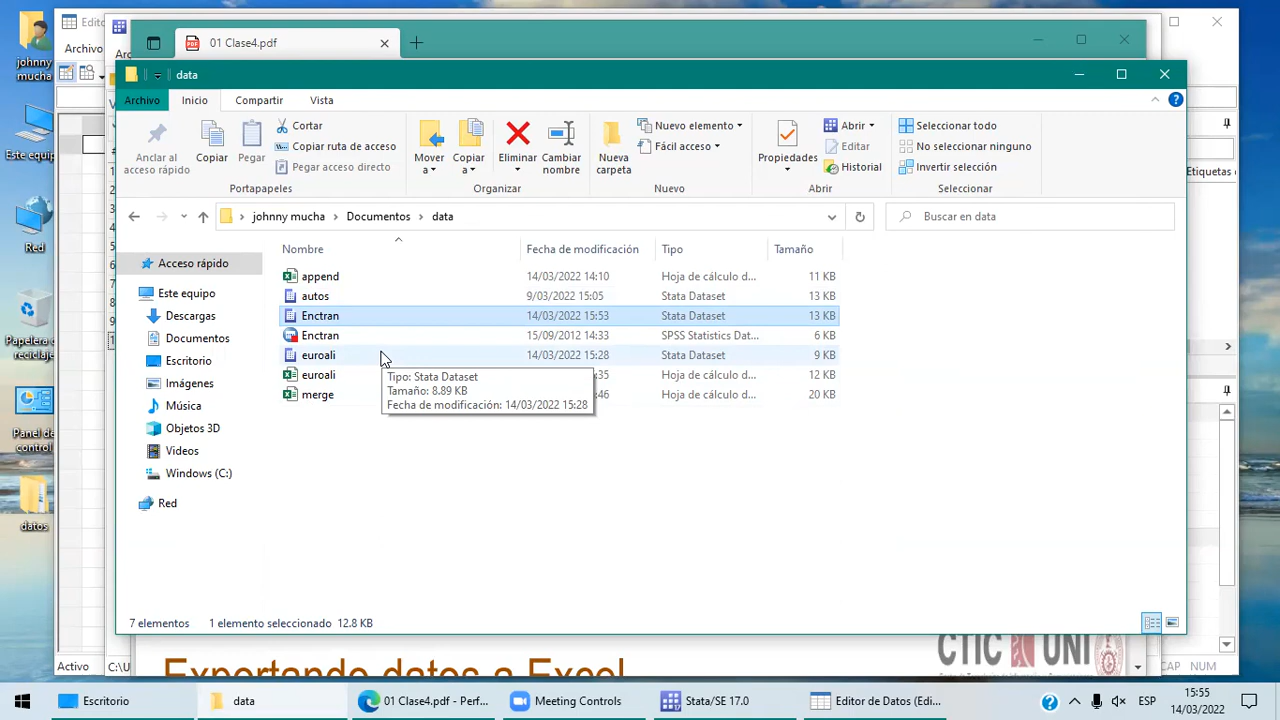 Edito
01 Clase4.pdf
Archivo
Ar
data
Archivo
Inicio
Compartir
Vista
Anclar al
acceso rápido
Copiar
Pegar
Cortar
Copiar ruta de acceso
Pegar acceso directo
Mover
a
Copiar
a
Eliminar
Cambiar
nombre
Nueva
carpeta
Nuevo elemento
Fácil acceso
Propiedades
Abrir
Editar
Historial
Seleccionar todo
No seleccionar ninguno
Invertir selección
Portapapeles
Organizar
Nuevo
Abrir
Seleccionar
johnny mucha
Documentos
data
Buscar en data
Nombre
Fecha de modificación
Tipo
Tamaño
append 14/03/2022 14:10 Hoja de cálculo d... 11 KB
autos 9/03/2022 15:05 Stata Dataset 13 KB
Enctran 14/03/2022 15:53 Stata Dataset 13 KB
Enctran 15/09/2012 14:33 SPSS Statistics Dat... 6 KB
euroali 14/03/2022 15:28 Stata Dataset 9 KB
euroali :35 Hoja de cálculo d... 12 KB
merge :46 Hoja de cálculo d... 20 KB
Tipo: Stata Dataset
Tamaño: 8.89 KB
Fecha de modificación: 14/03/2022 15:28
Acceso rápido
Este equipo
Descargas
Documentos
Escritorio
Imágenes
Música
Objetos 3D
Videos
Windows (C:)
Red
7 elementos
1 elemento seleccionado 12.8 KB
johnny
mucha
Este equipo
Red
Papelera de
reciclaje
Panel de
control
datos
Etiquetas
Activo
C:\U
Exportando datos a Excel
CTIC UNI
CAP NUM
Escritorio
data
01 Clase4.pdf - Perf...
Meeting Controls
Stata/SE 17.0
Editor de Datos (Edi...
ESP
15:55
14/03/2022